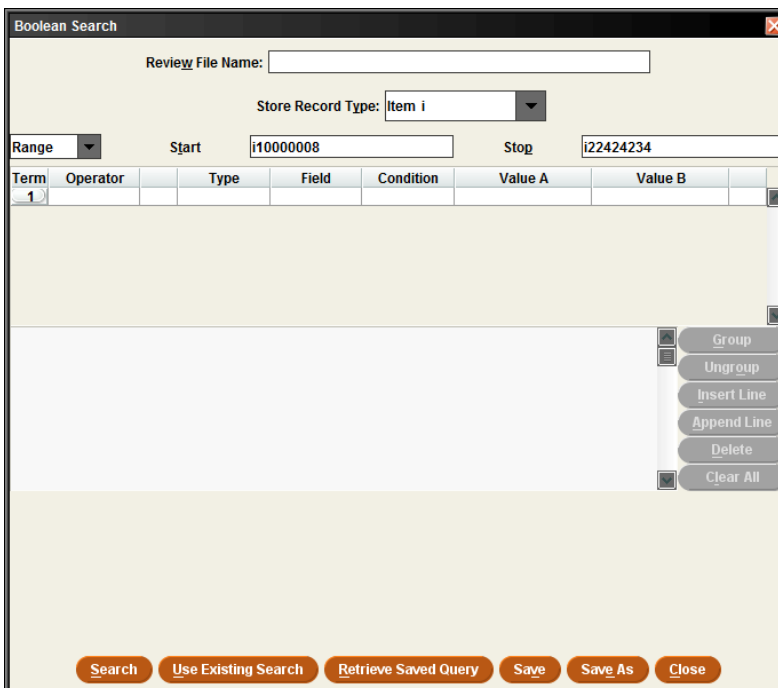 Boolean Search
Review File Name:
Store Record Type: Item i
Range Start i10000008 Stop i22424234
Term Operator Type Field Condition Value A Value B
1
Group
Ungroup
Insert Line
Append Line
Delete
Clear All
Search Use Existing Search Retrieve Saved Query Save Save As Close